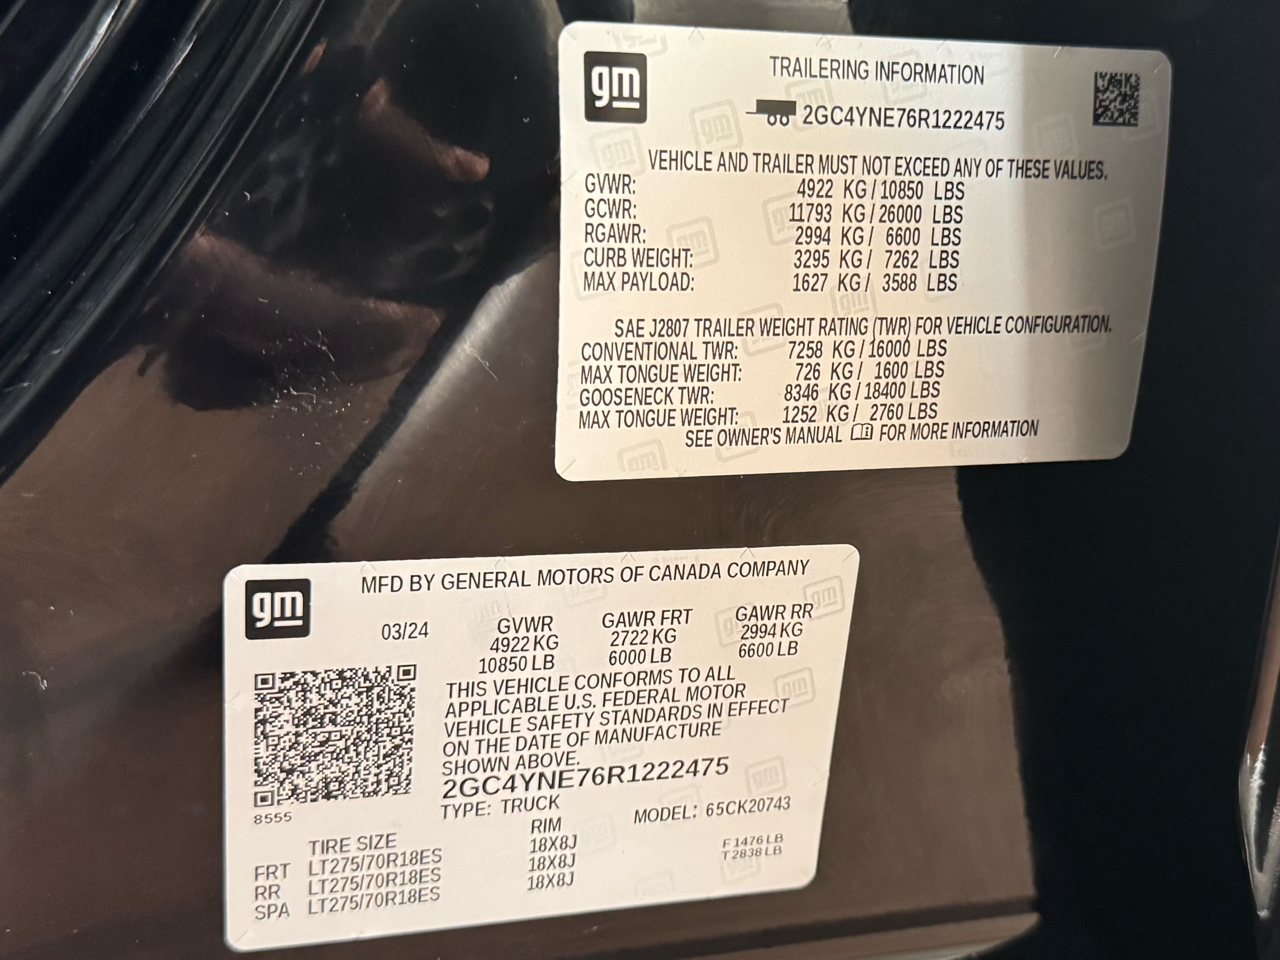 gm
TRAILERING INFORMATION
2GC4YNE76R1222475
VEHICLE AND TRAILER MUST NOT EXCEED ANY OF THESE VALUES.
GVWR: 4922 KG / 10850 LBS
GCWR: 11793 KG / 26000 LBS
RGAWR: 2994 KG / 6600 LBS
CURB WEIGHT: 3295 KG / 7262 LBS
MAX PAYLOAD: 1627 KG / 3588 LBS
SAE J2807 TRAILER WEIGHT RATING (TWR) FOR VEHICLE CONFIGURATION.
CONVENTIONAL TWR: 7258 KG / 16000 LBS
MAX TONGUE WEIGHT: 726 KG / 1600 LBS
GOOSENECK TWR: 8346 KG / 18400 LBS
MAX TONGUE WEIGHT: 1252 KG / 2760 LBS
SEE OWNER'S MANUAL FOR MORE INFORMATION
gm
MFD BY GENERAL MOTORS OF CANADA COMPANY
03/24 GVWR GAWR FRT GAWR RR
4922 KG 2722 KG 2994 KG
10850 LB 6000 LB 6600 LB
THIS VEHICLE CONFORMS TO ALL
APPLICABLE U.S. FEDERAL MOTOR
VEHICLE SAFETY STANDARDS IN EFFECT
ON THE DATE OF MANUFACTURE
SHOWN ABOVE.
2GC4YNE76R1222475
8555
TYPE: TRUCK MODEL: 65CK20743
TIRE SIZE RIM
FRT LT275/70R18ES 18X8J F 1476 LB
RR LT275/70R18ES 18X8J T 2838 LB
SPA LT275/70R18ES 18X8J